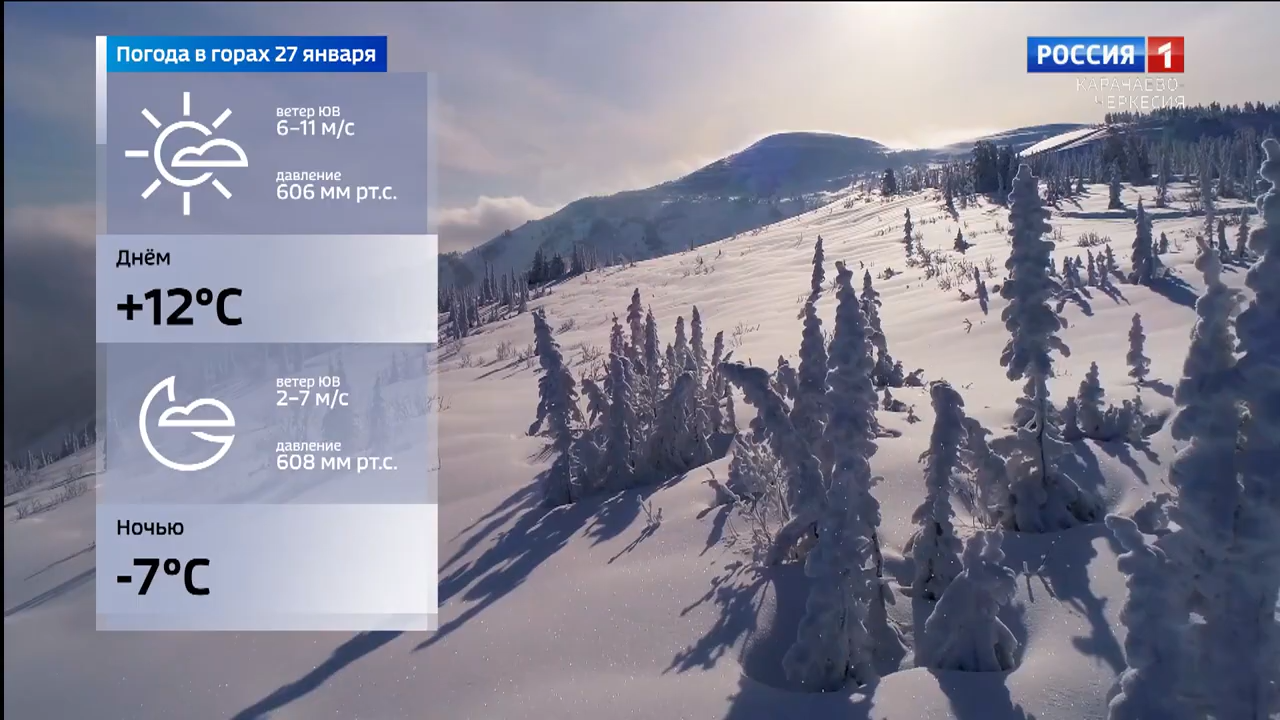 Погода в горах 27 января
РОССИЯ 1
КАРАЧАЕВО-
ЧЕРКЕСИЯ
ветер ЮВ
6-11 м/с
давление
606 мм рт.с.
Днём
+12°C
ветер ЮВ
2-7 м/с
давление
608 мм рт.с.
Ночью
-7°C